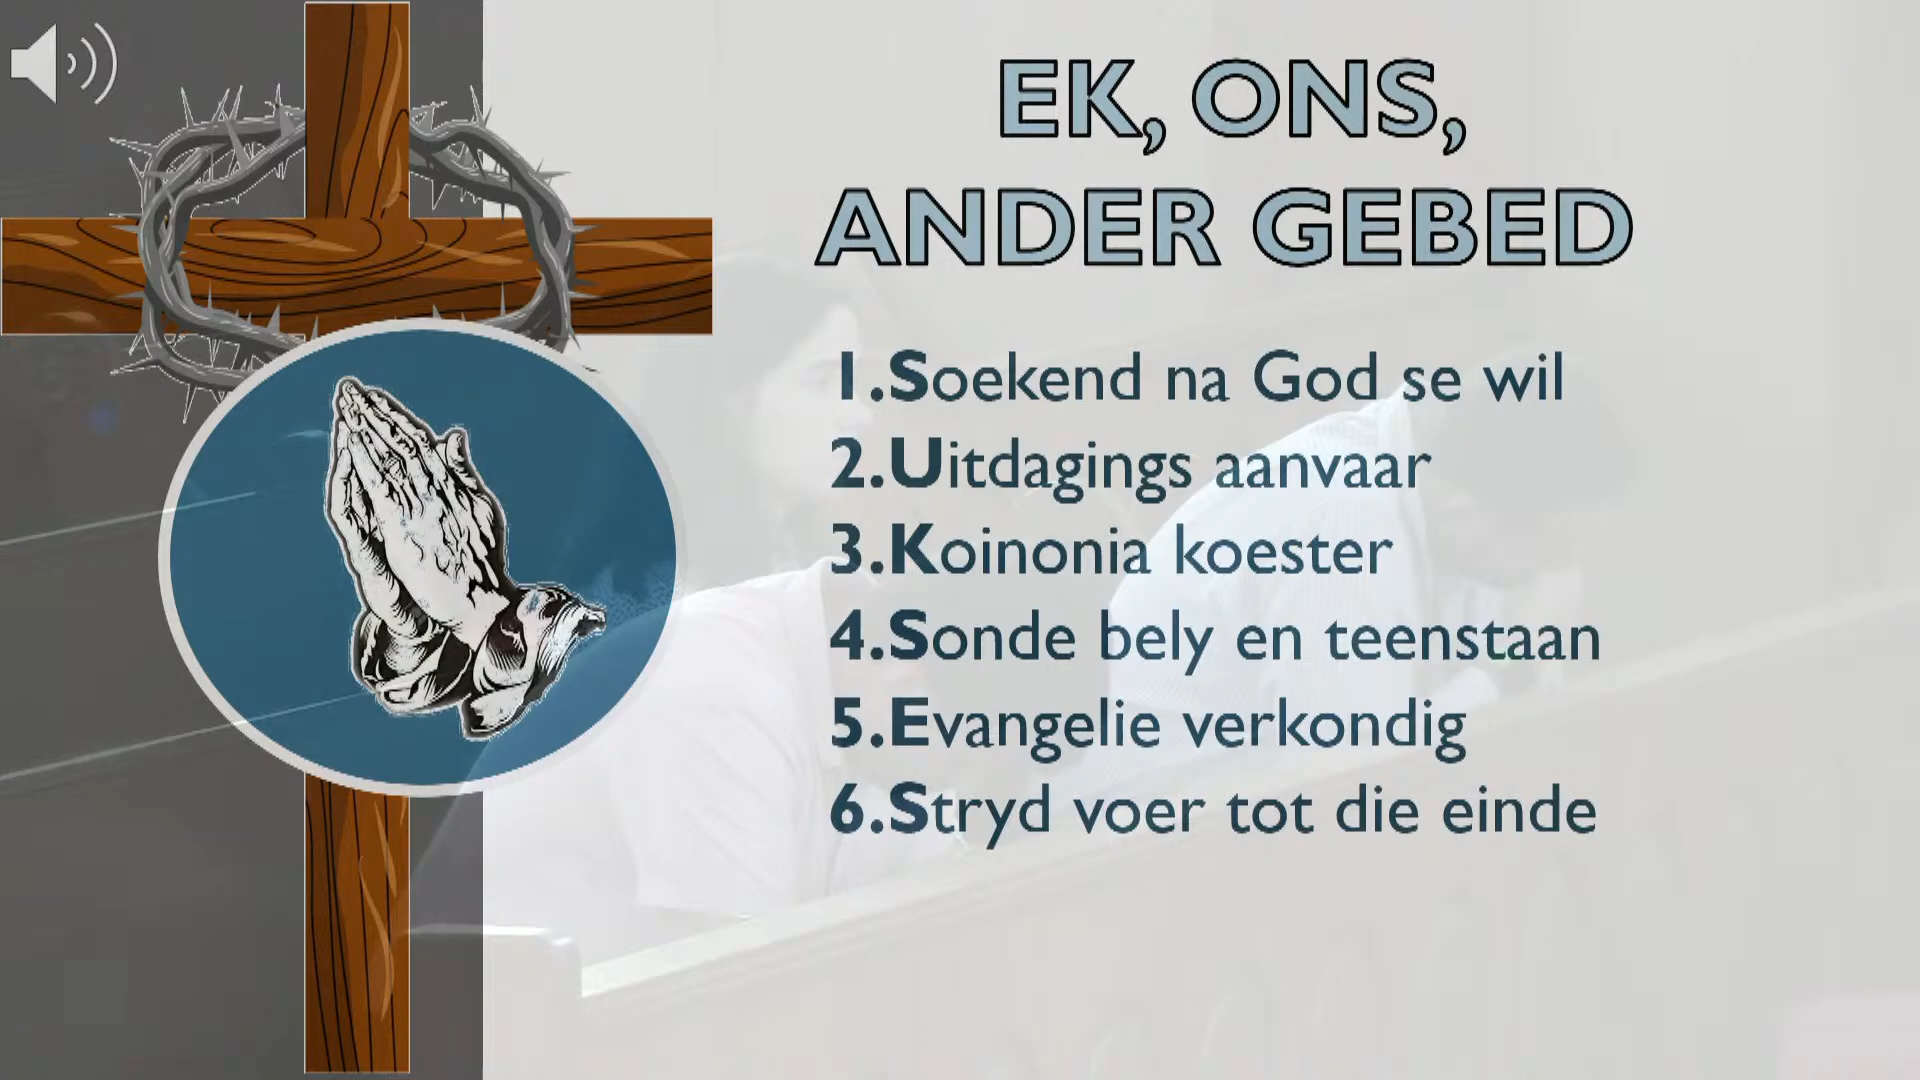 EK, ONS,
ANDER GEBED
1.Soekend na God se wil
2.Uitdagings aanvaar
3.Koinonia koester
4.Sonde bely en teenstaan
5.Evangelie verkondig
6.Stryd voer tot die einde